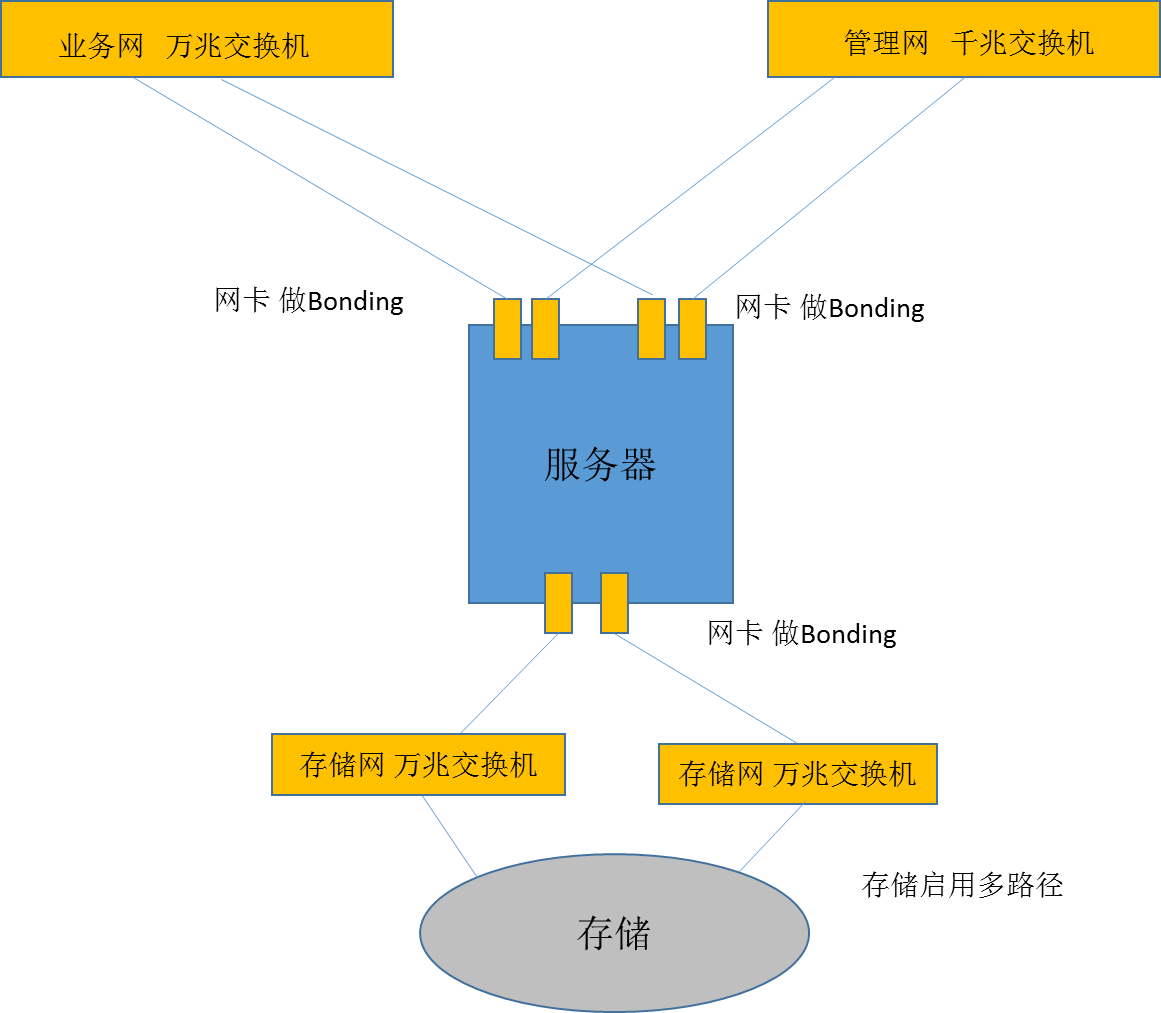 业务网 万兆交换机
管理网 千兆交换机
网卡 做Bonding
网卡 做Bonding
服务器
网卡 做Bonding
存储网 万兆交换机
存储网 万兆交换机
存储启用多路径
存储